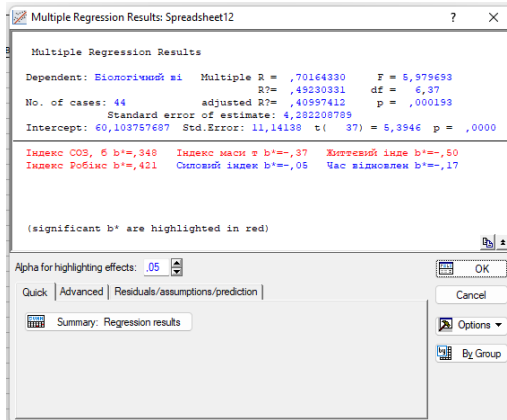 Multiple Regression Results: Spreadsheet12 ? ×
Multiple Regression Results
Dependent: Біологічний ві Multiple R = ,70164330 F = 5,979693
R?= ,49230331 df = 6,37
No. of cases: 44 adjusted R?= ,40997412 p = ,000193
Standard error of estimate: 4,282208789
Intercept: 60,103757687 Std.Error: 11,14138 t( 37) = 5,3946 p = ,0000
Індекс СОЗ, б b*=,348 Індекс маси т b*=-,37 Життєвий інде b*=-,50
Індекс Робінс b*=,421 Силовий індек b*=-,05 Час відновлен b*=-,17
(significant b* are highlighted in red)
Alpha for highlighting effects: ,05
OK
Quick Advanced Residuals/assumptions/prediction
Cancel
Summary: Regression results
Options
By Group